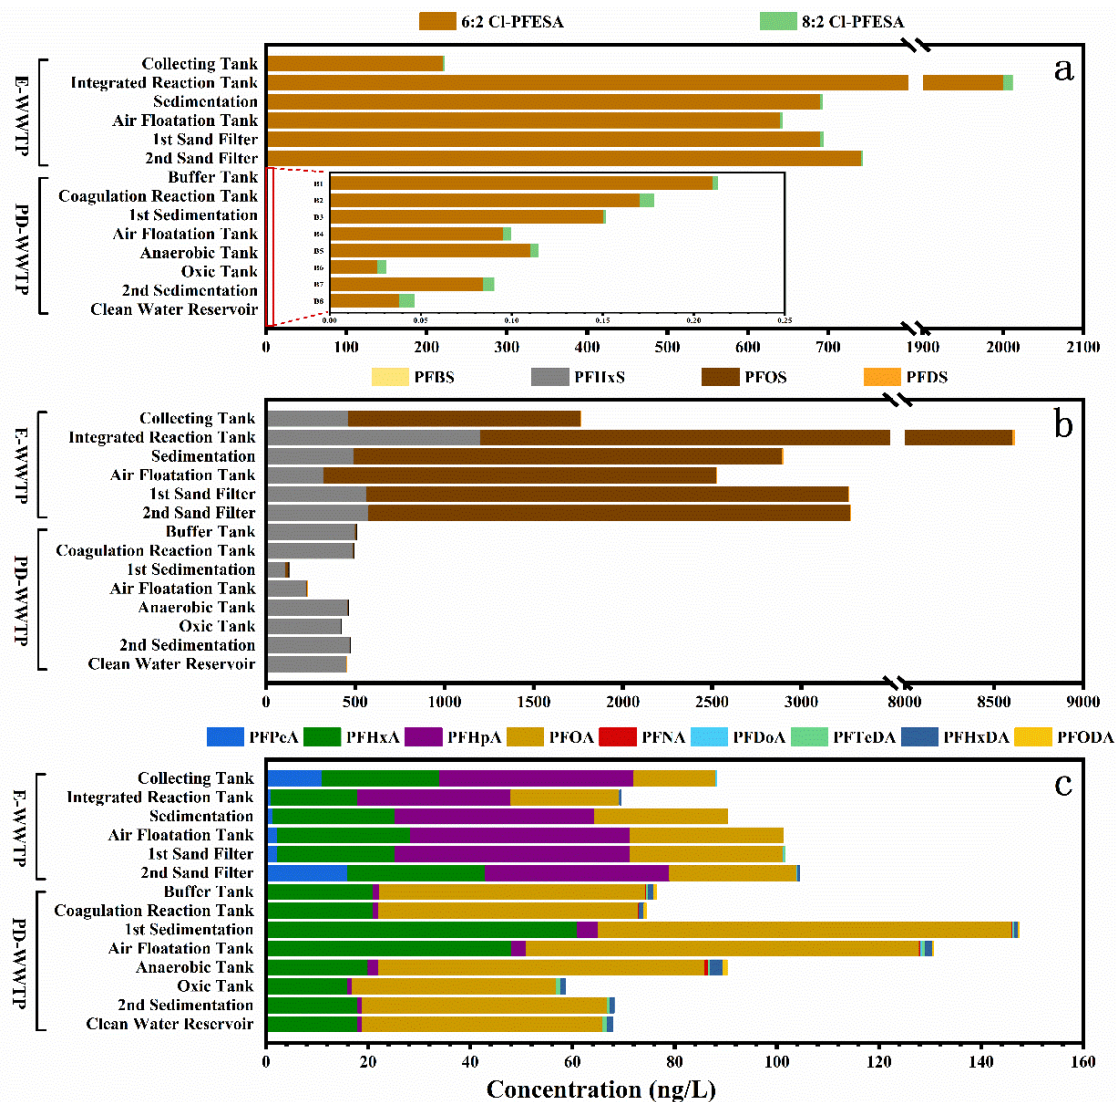 6:2 Cl-PFESA 8:2 Cl-PFESA
a
E-WWTP
Collecting Tank
Integrated Reaction Tank
Sedimentation
Air Floatation Tank
1st Sand Filter
2nd Sand Filter
PD-WWTP
Buffer Tank
Coagulation Reaction Tank
1st Sedimentation
Air Floatation Tank
Anaerobic Tank
Oxic Tank
2nd Sedimentation
Clean Water Reservoir
B1
B2
B3
B4
B5
B6
B7
B8
0.00 0.05 0.10 0.15 0.20 0.25
0 100 200 300 400 500 600 700 1900 2000 2100
PFBS PFHxS PFOS PFDS
b
E-WWTP
Collecting Tank
Integrated Reaction Tank
Sedimentation
Air Floatation Tank
1st Sand Filter
2nd Sand Filter
PD-WWTP
Buffer Tank
Coagulation Reaction Tank
1st Sedimentation
Air Floatation Tank
Anaerobic Tank
Oxic Tank
2nd Sedimentation
Clean Water Reservoir
0 500 1000 1500 2000 2500 3000 8000 8500 9000
PFPeA PFHxA PFHpA PFOA PFNA PFDoA PFTeDA PFHxDA PFODA
c
E-WWTP
Collecting Tank
Integrated Reaction Tank
Sedimentation
Air Floatation Tank
1st Sand Filter
2nd Sand Filter
PD-WWTP
Buffer Tank
Coagulation Reaction Tank
1st Sedimentation
Air Floatation Tank
Anaerobic Tank
Oxic Tank
2nd Sedimentation
Clean Water Reservoir
0 20 40 60 80 100 120 140 160
Concentration (ng/L)